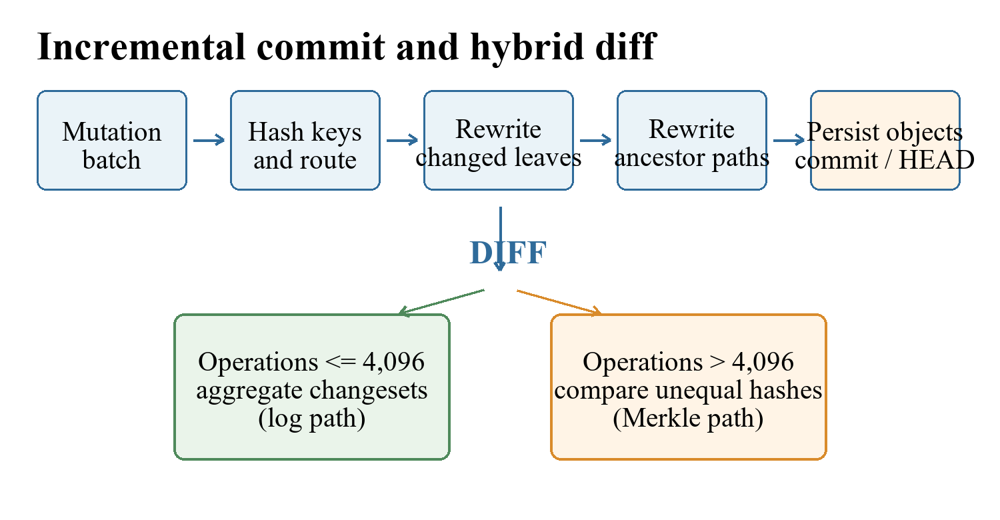 Incremental commit and hybrid diff
Mutation
batch
Hash keys
and route
Rewrite
changed leaves
Rewrite
ancestor paths
Persist objects
commit / HEAD
DIFF
Operations <= 4,096
aggregate changesets
(log path)
Operations > 4,096
compare unequal hashes
(Merkle path)